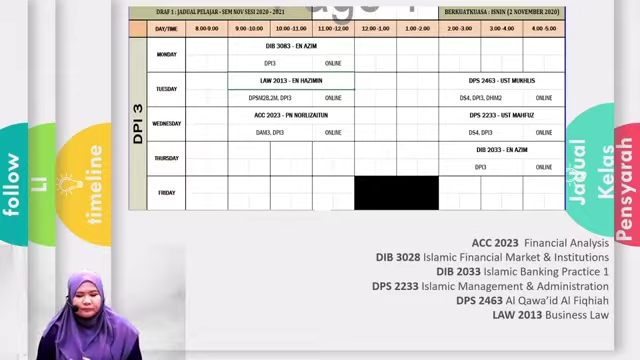 DRAF 1 : JADUAL PELAJAR - SEM NOV SESI 2020 - 2021
BERKUATKUASA : ISNIN (2 NOVEMBER 2020)
DAY/TIME 8.00-9.00 9.00 -10.00 10.00 -11.00 11.00-12.00 12.00 -1.00 1.00 -2.00 2.00 -3.00 3.00 -4.00 4.00 -5.00
DPI 3
MONDAY
DIB 3083 - EN AZIM
DPI3 ONLINE
TUESDAY
LAW 2013 - EN HAZIMIN
DPSM2B,2M, DPI3 ONLINE
DPS 2463 - UST MUKHLIS
DS4, DPI3, DHIM2 ONLINE
WEDNESDAY
ACC 2023 - PN NORLIZAITUN
DAM3, DPI3 ONLINE
DPS 2233 - UST MAHFUZ
DS4, DPI3 ONLINE
THURSDAY
DIB 2033 - EN AZIM
DPI3 ONLINE
FRIDAY
follow
LI
timeline
Jadual
Kelas
Pensyarah
ACC 2023 Financial Analysis
DIB 3028 Islamic Financial Market & Institutions
DIB 2033 Islamic Banking Practice 1
DPS 2233 Islamic Management & Administration
DPS 2463 Al Qawa'id Al Fiqhiah
LAW 2013 Business Law